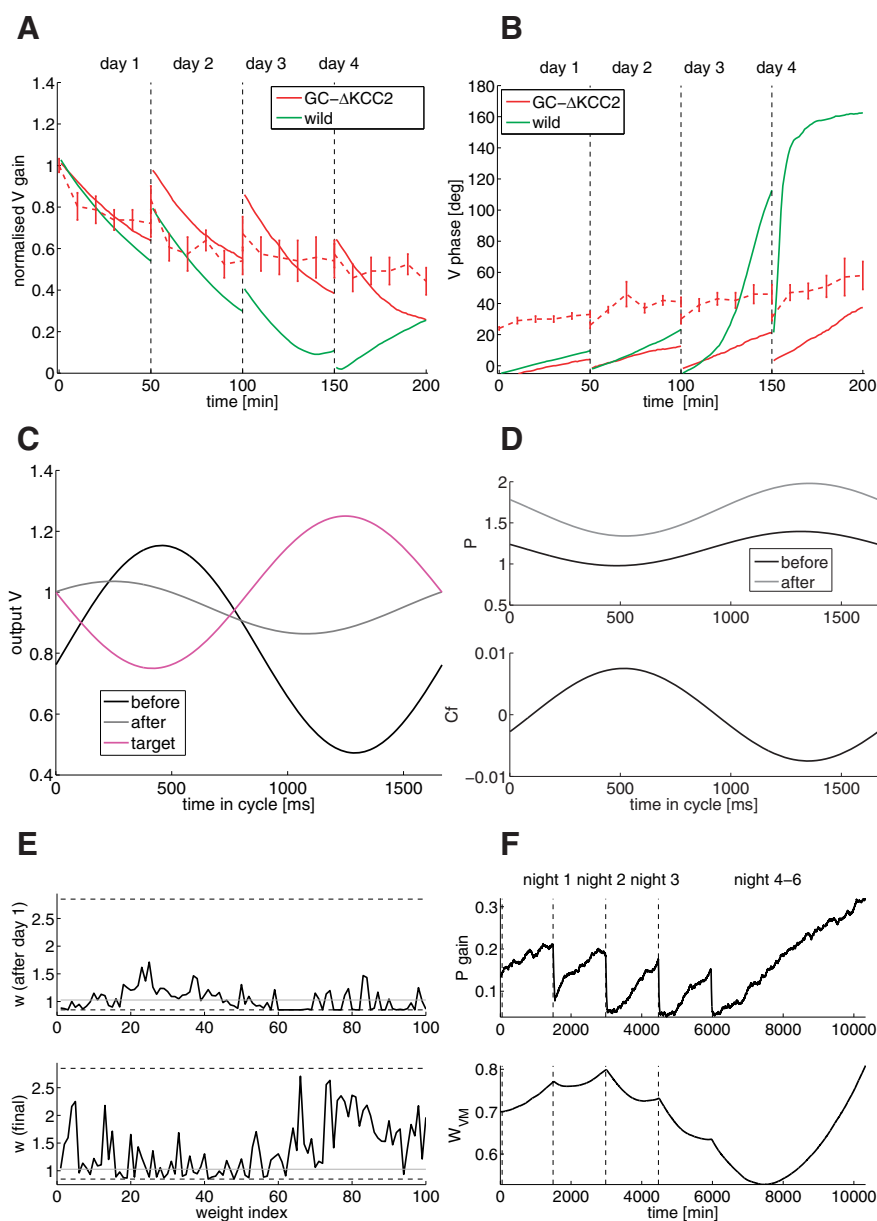 A
day 1 day 2 day 3 day 4
GC−ΔKCC2
wild
normalised V gain
1.4
1.2
1
0.8
0.6
0.4
0.2
0
0 50 100 150 200
time [min]
B
day 1 day 2 day 3 day 4
GC−ΔKCC2
wild
V phase [deg]
180
160
140
120
100
80
60
40
20
0
0 50 100 150 200
time [min]
C
output V
1.4
1.2
1
0.8
0.6
0.4
before
after
target
0 500 1000 1500
time in cycle [ms]
D
P
2
1.5
1
0.5
before
after
0 500 1000 1500
Cf
0.01
0
−0.01
0 500 1000 1500
time in cycle [ms]
E
w (after day 1)
2.5
2
1.5
1
0 20 40 60 80 100
w (final)
2.5
2
1.5
1
0 20 40 60 80 100
weight index
F
night 1 night 2 night 3 night 4−6
P gain
0.3
0.2
0.1
0 2000 4000 6000 8000 10000
W_VM
0.8
0.7
0.6
0 2000 4000 6000 8000 10000
time [min]